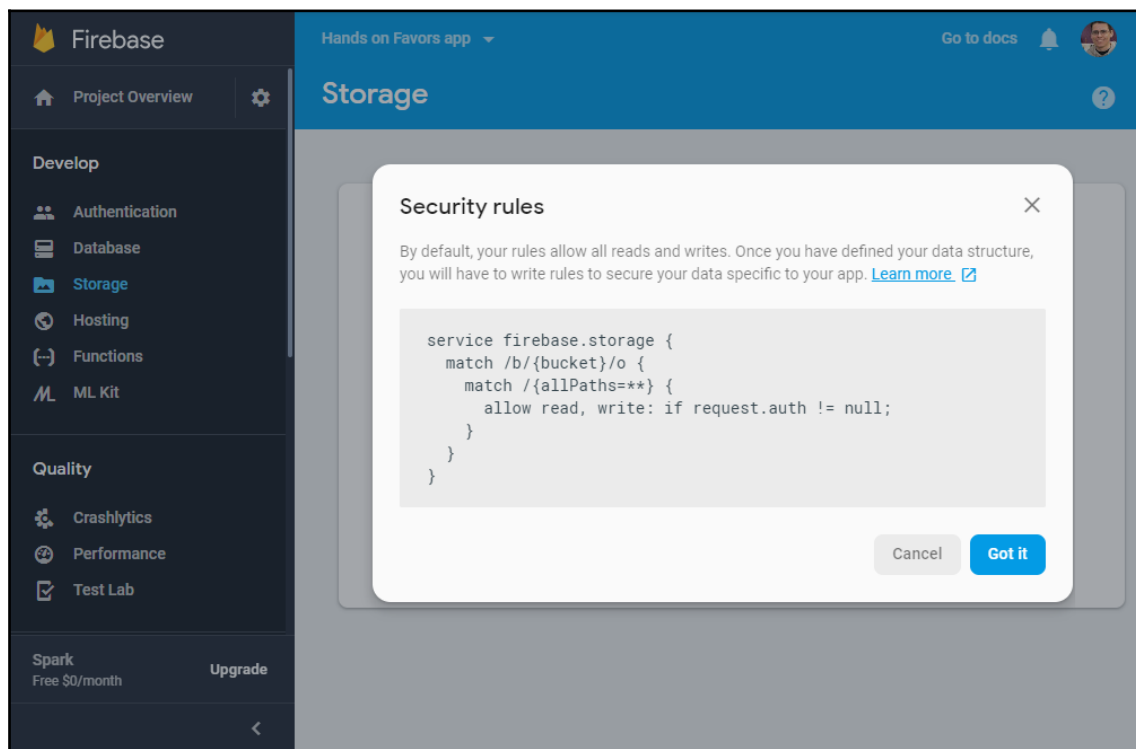 Firebase
Project Overview
Develop
Authentication
Database
Storage
Hosting
Functions
ML Kit
Quality
Crashlytics
Performance
Test Lab
Spark
Free $0/month
Upgrade
Hands on Favors app
Go to docs
Storage
Security rules
By default, your rules allow all reads and writes. Once you have defined your data structure,
you will have to write rules to secure your data specific to your app. Learn more
service firebase.storage {
  match /b/{bucket}/o {
    match /{allPaths=**} {
      allow read, write: if request.auth != null;
    }
  }
}
Cancel
Got it